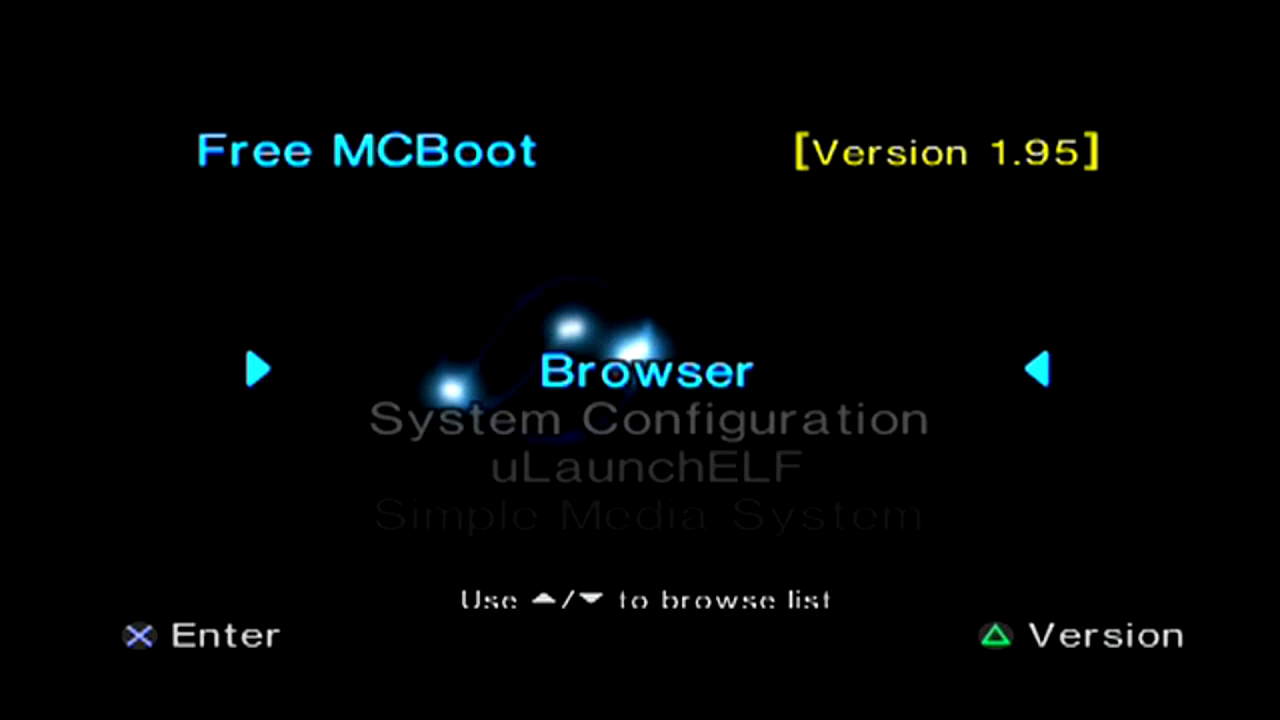 Free MCBoot [Version 1.95]
Browser
System Configuration
uLaunchELF
Simple Media System
Use ▲/▼ to browse list
Enter Version